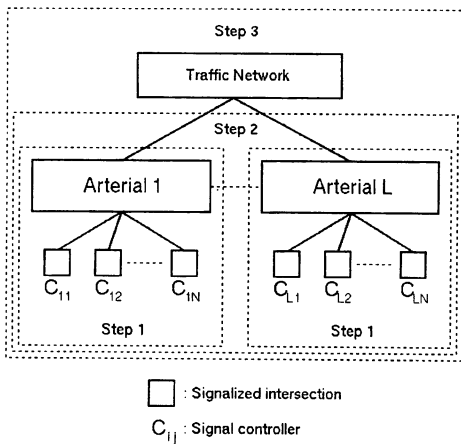 Step 3
Traffic Network
Step 2
Arterial 1
Arterial L
C11 C12 C1N
CL1 CL2 CLN
Step 1
Step 1
: Signalized intersection
Cij : Signal controller